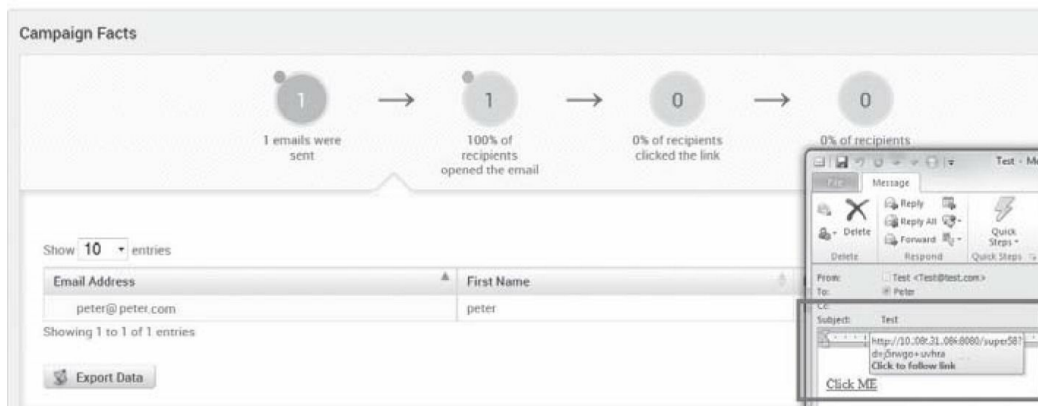 Campaign Facts
1
1
0
0
1 emails were
sent
100% of
recipients
opened the email
0% of recipients
clicked the link
0% of recipients
Show 10 entries
Email Address
First Name
peter@peter.com
peter
Showing 1 to 1 of 1 entries
Export Data
Test - Me
File
Message
Delete
Reply
Reply All
Forward
Quick
Steps
Delete
Respond
Quick Steps
From: Test <Test@test.com>
To: Peter
Cc:
Subject: Test
Click to follow link
Click ME